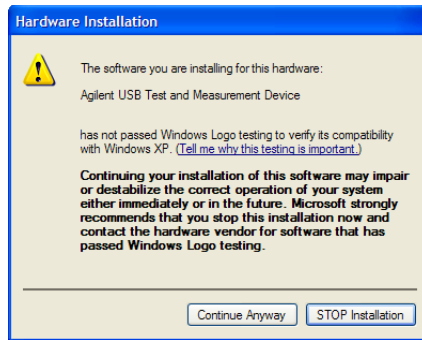 Hardware Installation
The software you are installing for this hardware:
Agilent USB Test and Measurement Device
has not passed Windows Logo testing to verify its compatibility
with Windows XP. (Tell me why this testing is important.)
Continuing your installation of this software may impair
or destabilize the correct operation of your system
either immediately or in the future. Microsoft strongly
recommends that you stop this installation now and
contact the hardware vendor for software that has
passed Windows Logo testing.
Continue Anyway
STOP Installation